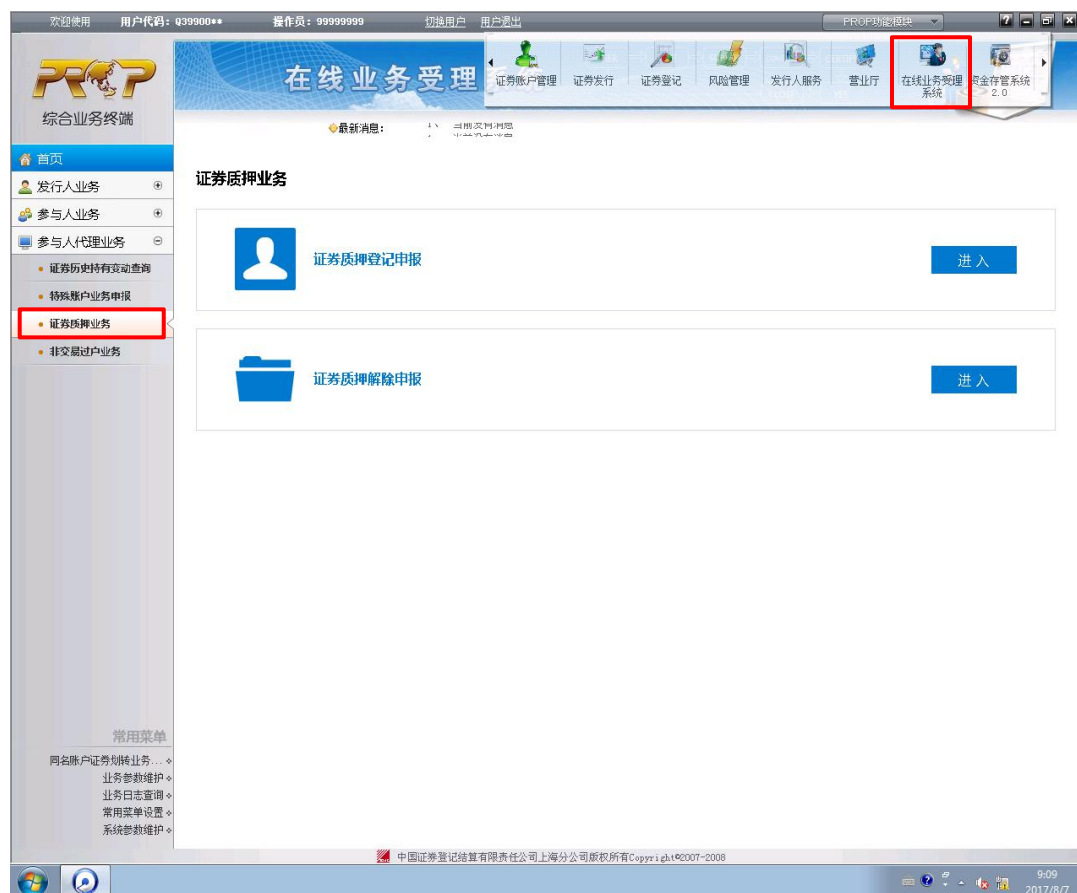 欢迎使用 用户代码: Q39900** 操作员: 99999999 切换用户 用户退出 PROP功能模块
PROP
综合业务终端
在线业务受理
证券账户管理 证券发行 证券登记 风险管理 发行人服务 营业厅 在线业务受理系统 资金存管系统2.0
最新消息: 1、 当前没有消息
首页
发行人业务
参与人业务
参与人代理业务
证券历史持有变动查询
特殊账户业务申报
证券质押业务
非交易过户业务
证券质押业务
证券质押登记申报 进入
证券质押解除申报 进入
常用菜单
同名账户证券划转业务...
业务参数维护
业务日志查询
常用菜单设置
系统参数维护
中国证券登记结算有限责任公司上海分公司版权所有Copyright©2007-2008
9:09
2017/8/7